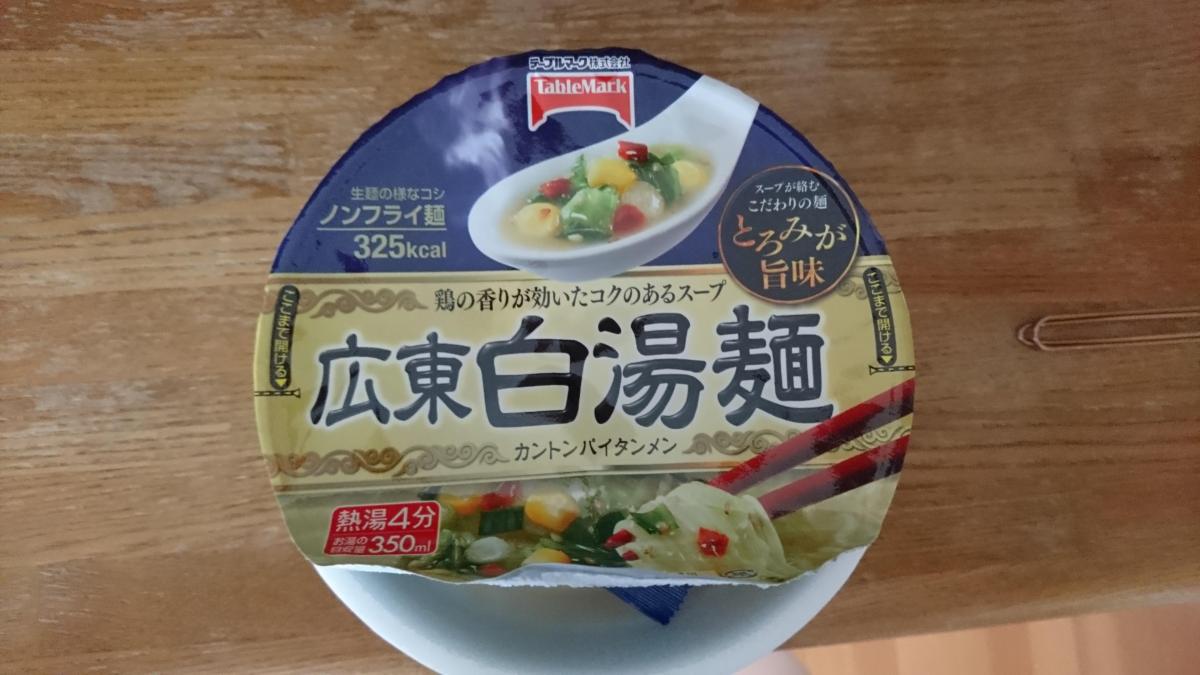 テーブルマーク株式会社
TableMark
生麺の様なコシ
ノンフライ麺
325kcal
スープが絡む
こだわりの麺
とろみが
旨味
鶏の香りが効いたコクのあるスープ
ここまで開ける▼
広東白湯麺
ここまで開ける▼
カントンパイタンメン
熱湯4分
お湯の
目安量 350ml